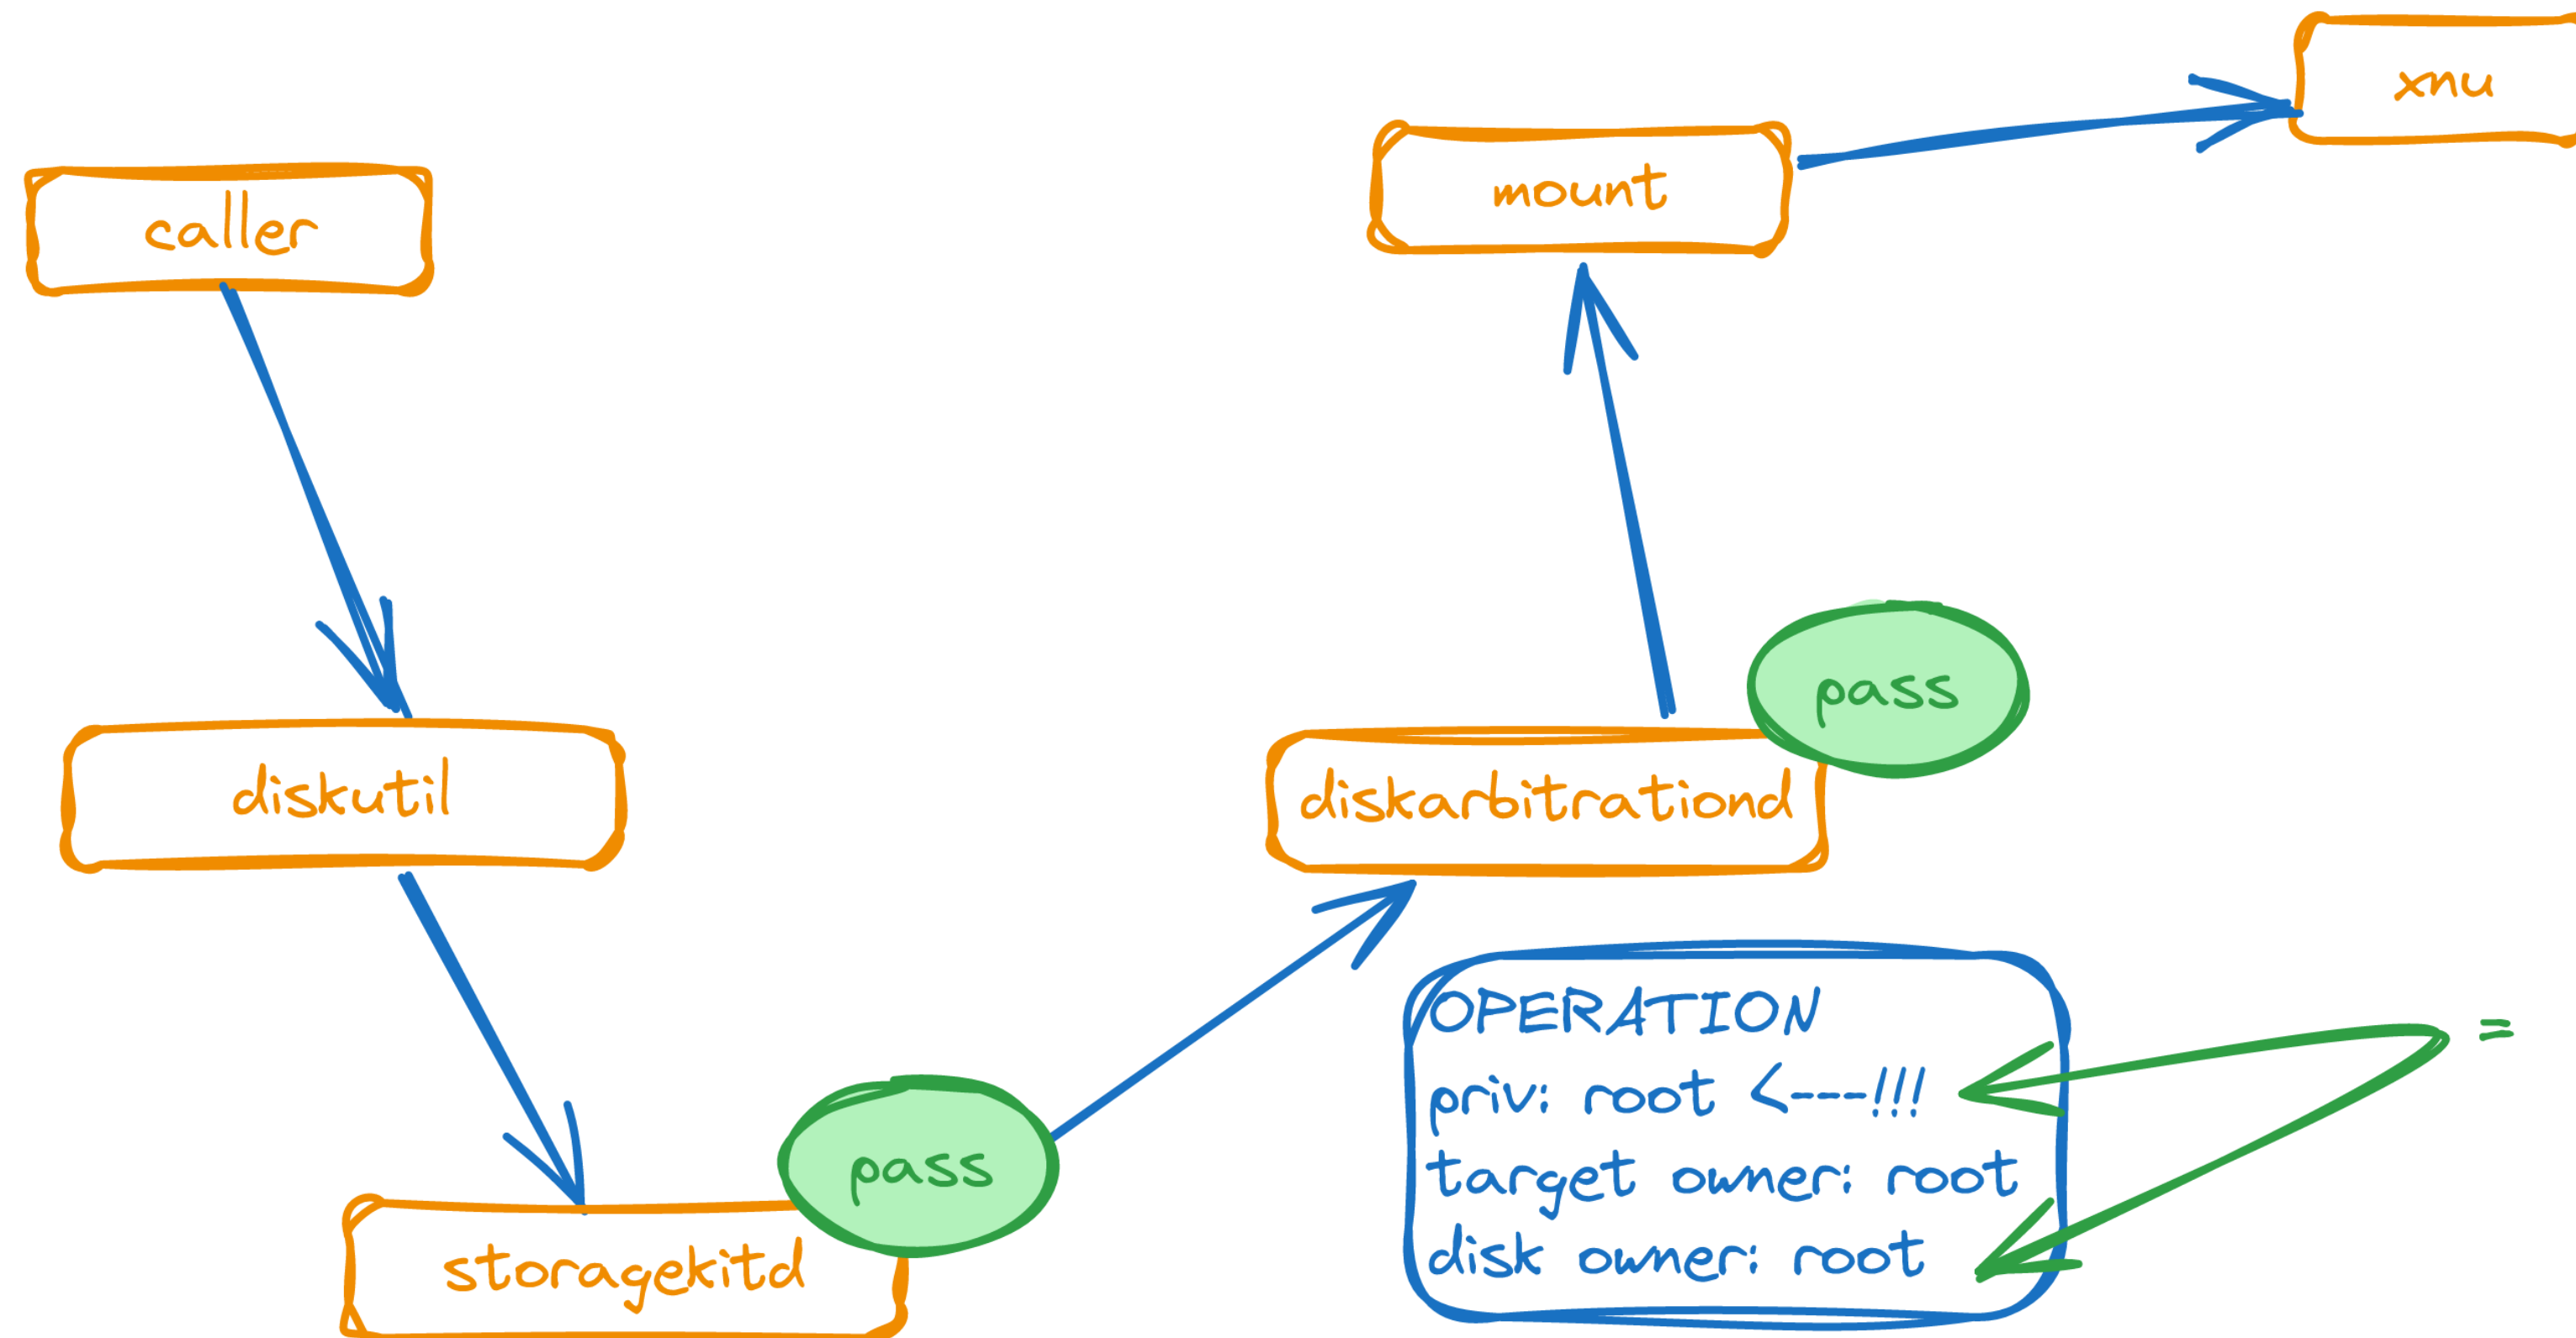 xnu
mount
caller
pass
diskutil
diskarbitrationd
OPERATION
priv: root <---!!!
target owner: root
disk owner: root
=
pass
storagekitd